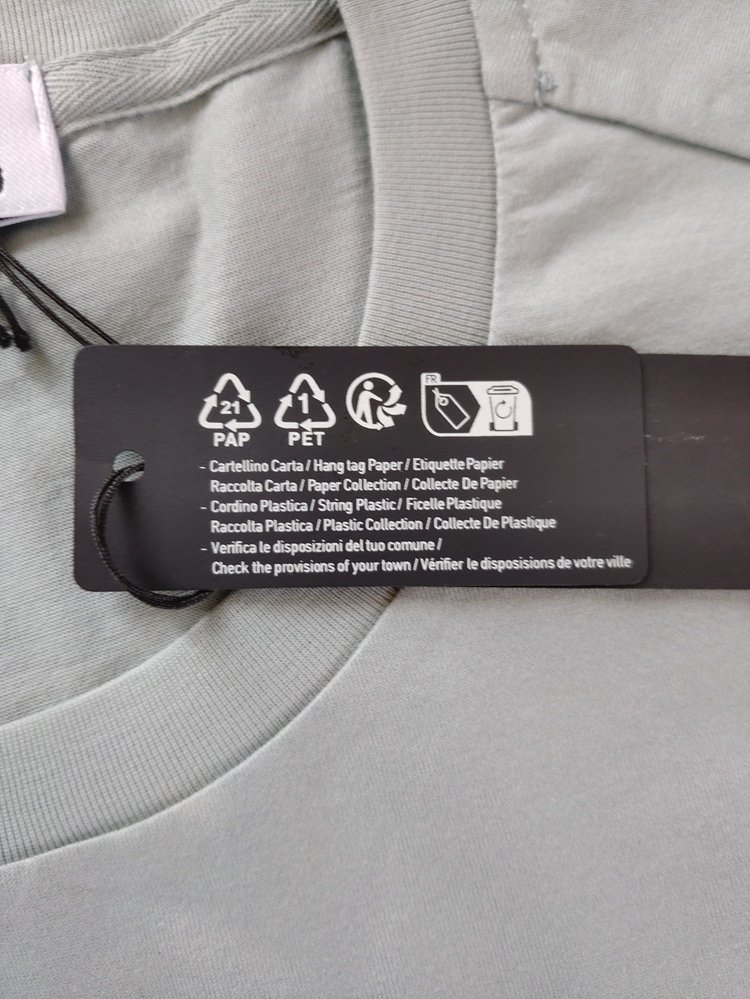 21 1 FR
PAP PET
- Cartellino Carta / Hang tag Paper / Etiquette Papier
Raccolta Carta / Paper Collection / Collecte De Papier
- Cordino Plastica / String Plastic / Ficelle Plastique
Raccolta Plastica / Plastic Collection / Collecte De Plastique
- Verifica le disposizioni del tuo comune /
Check the provisions of your town / Vérifier le disposisions de votre ville